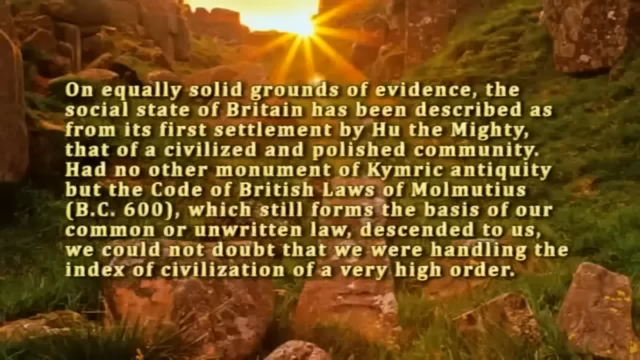 On equally solid grounds of evidence, the
social state of Britain has been described as
from its first settlement by Hu the Mighty,
that of a civilized and polished community.
Had no other monument of Kymric antiquity
but the Code of British Laws of Molmutius
(B.C. 600), which still forms the basis of our
common or unwritten law, descended to us,
we could not doubt that we were handling the
index of civilization of a very high order.